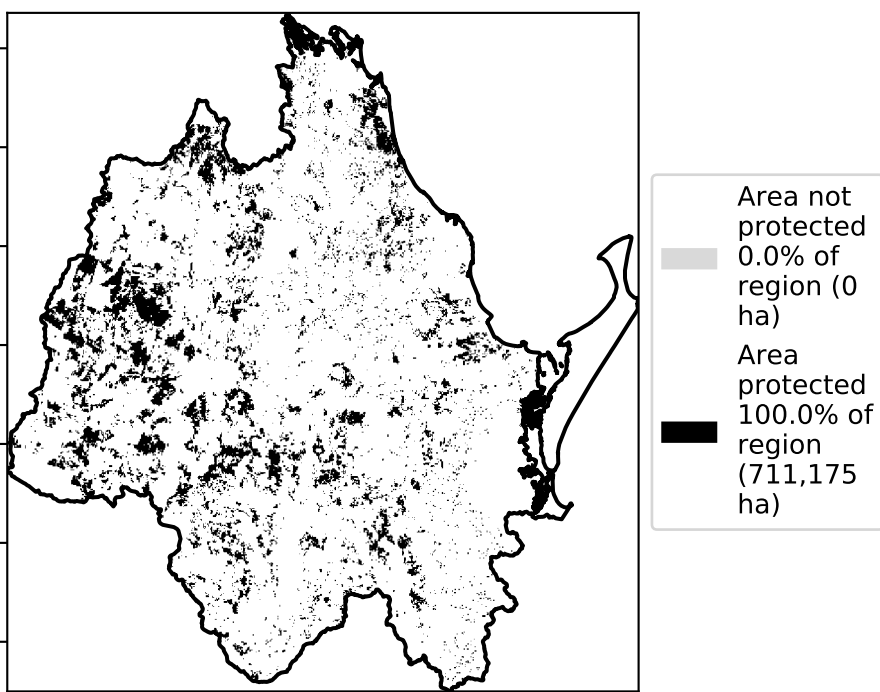 Area not
protected
0.0% of
region (0
ha)
Area
protected
100.0% of
region
(711,175
ha)